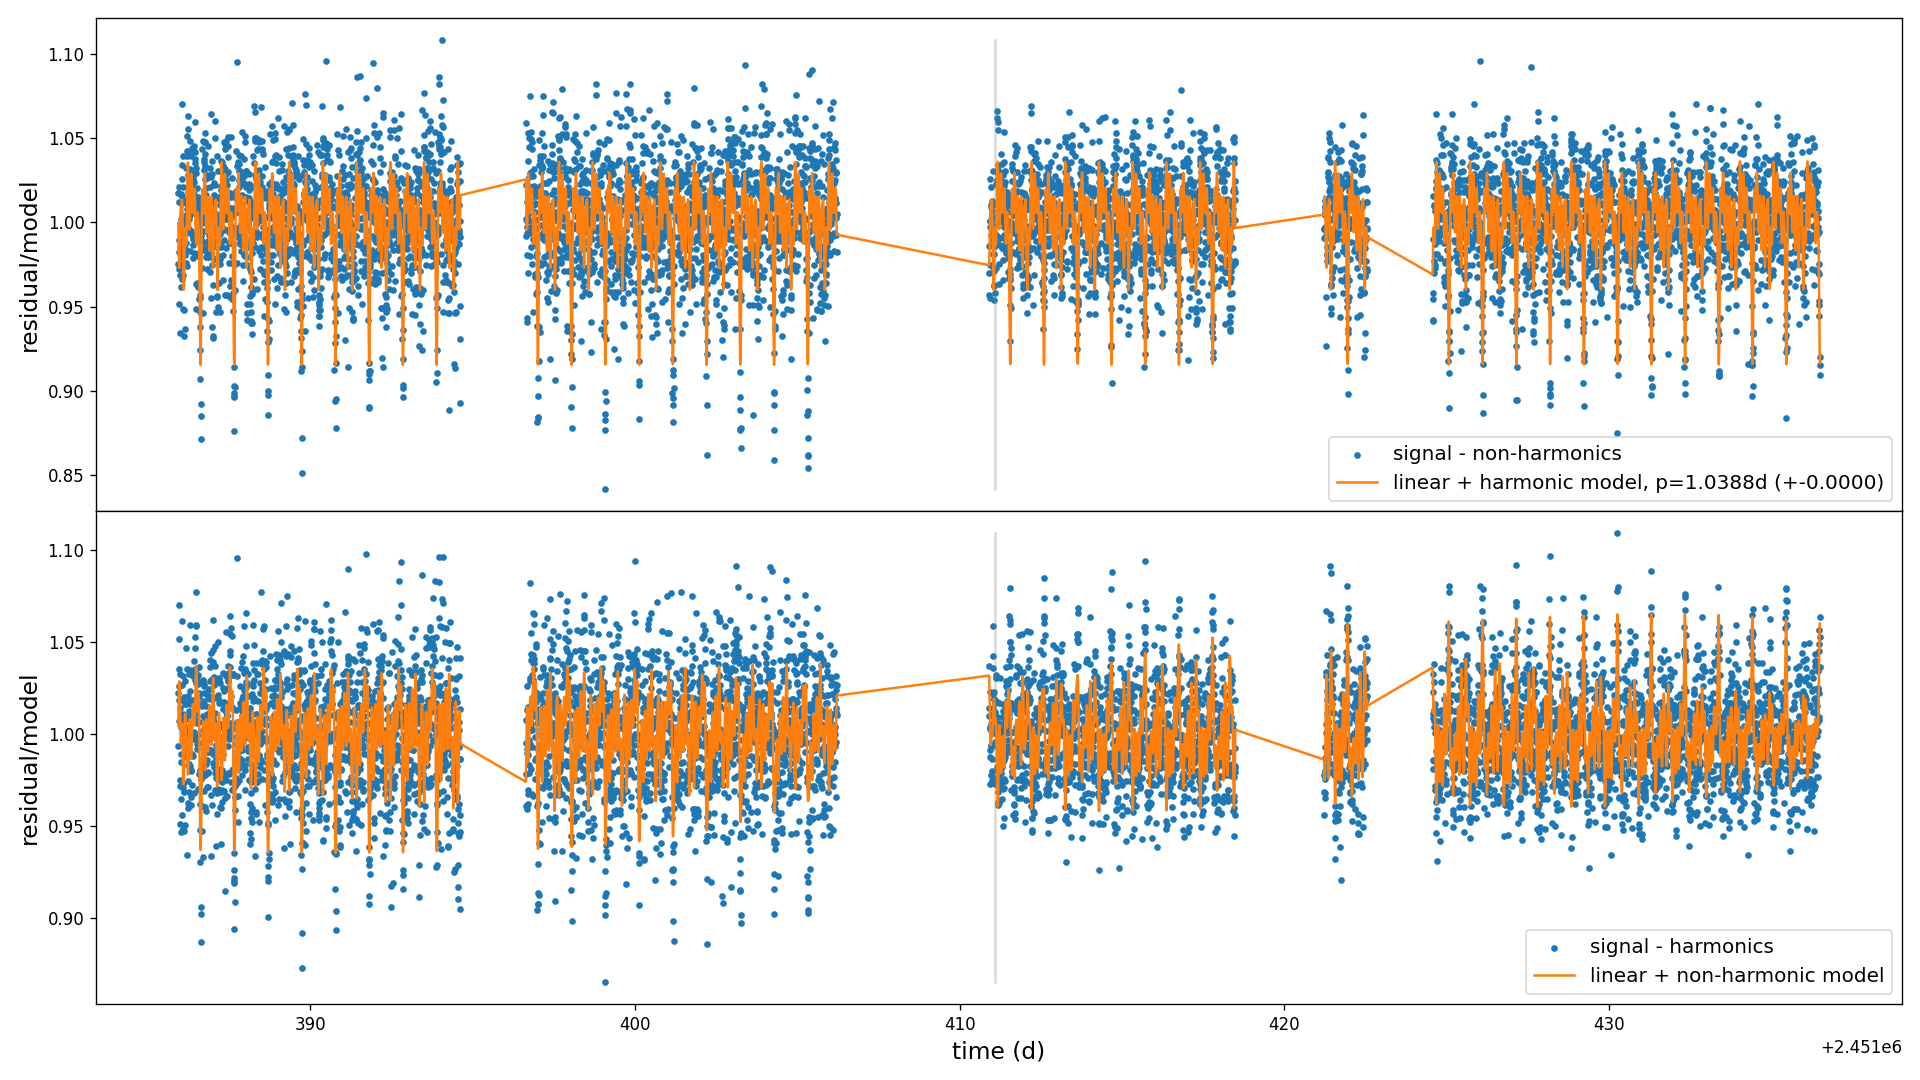 1.10
1.05
1.00
0.95
0.90
0.85
residual/model
signal - non-harmonics
linear + harmonic model, p=1.0388d (+-0.0000)
1.10
1.05
1.00
0.95
0.90
residual/model
signal - harmonics
linear + non-harmonic model
390
400
410
420
430
time (d)
+2.451e6